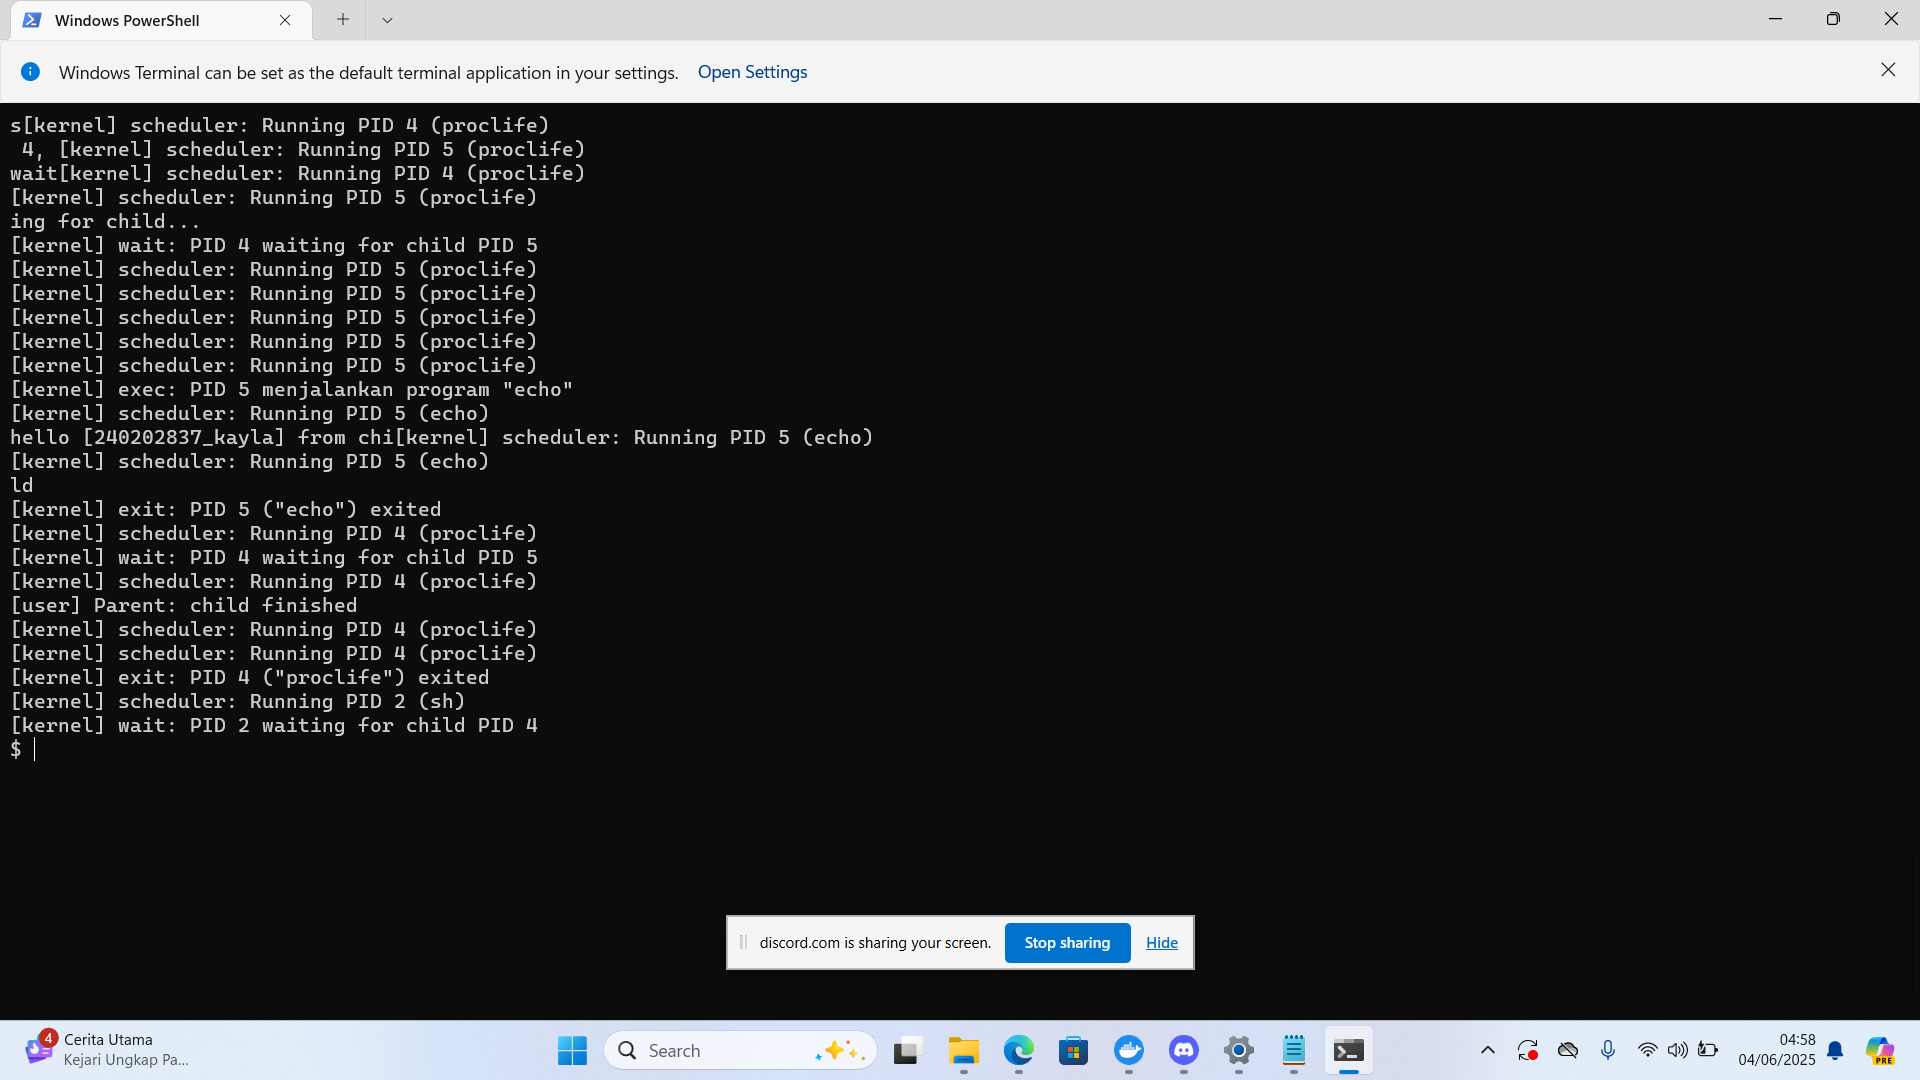 Windows PowerShell
Windows Terminal can be set as the default terminal application in your settings. Open Settings
s[kernel] scheduler: Running PID 4 (proclife)
 4, [kernel] scheduler: Running PID 5 (proclife)
wait[kernel] scheduler: Running PID 4 (proclife)
[kernel] scheduler: Running PID 5 (proclife)
ing for child...
[kernel] wait: PID 4 waiting for child PID 5
[kernel] scheduler: Running PID 5 (proclife)
[kernel] scheduler: Running PID 5 (proclife)
[kernel] scheduler: Running PID 5 (proclife)
[kernel] scheduler: Running PID 5 (proclife)
[kernel] scheduler: Running PID 5 (proclife)
[kernel] exec: PID 5 menjalankan program "echo"
[kernel] scheduler: Running PID 5 (echo)
hello [240202837_kayla] from chi[kernel] scheduler: Running PID 5 (echo)
[kernel] scheduler: Running PID 5 (echo)
ld
[kernel] exit: PID 5 ("echo") exited
[kernel] scheduler: Running PID 4 (proclife)
[kernel] wait: PID 4 waiting for child PID 5
[kernel] scheduler: Running PID 4 (proclife)
[user] Parent: child finished
[kernel] scheduler: Running PID 4 (proclife)
[kernel] scheduler: Running PID 4 (proclife)
[kernel] exit: PID 4 ("proclife") exited
[kernel] scheduler: Running PID 2 (sh)
[kernel] wait: PID 2 waiting for child PID 4
$
discord.com is sharing your screen. Stop sharing Hide
4
Cerita Utama
Kejari Ungkap Pa...
Search
04:58
04/06/2025
PRE